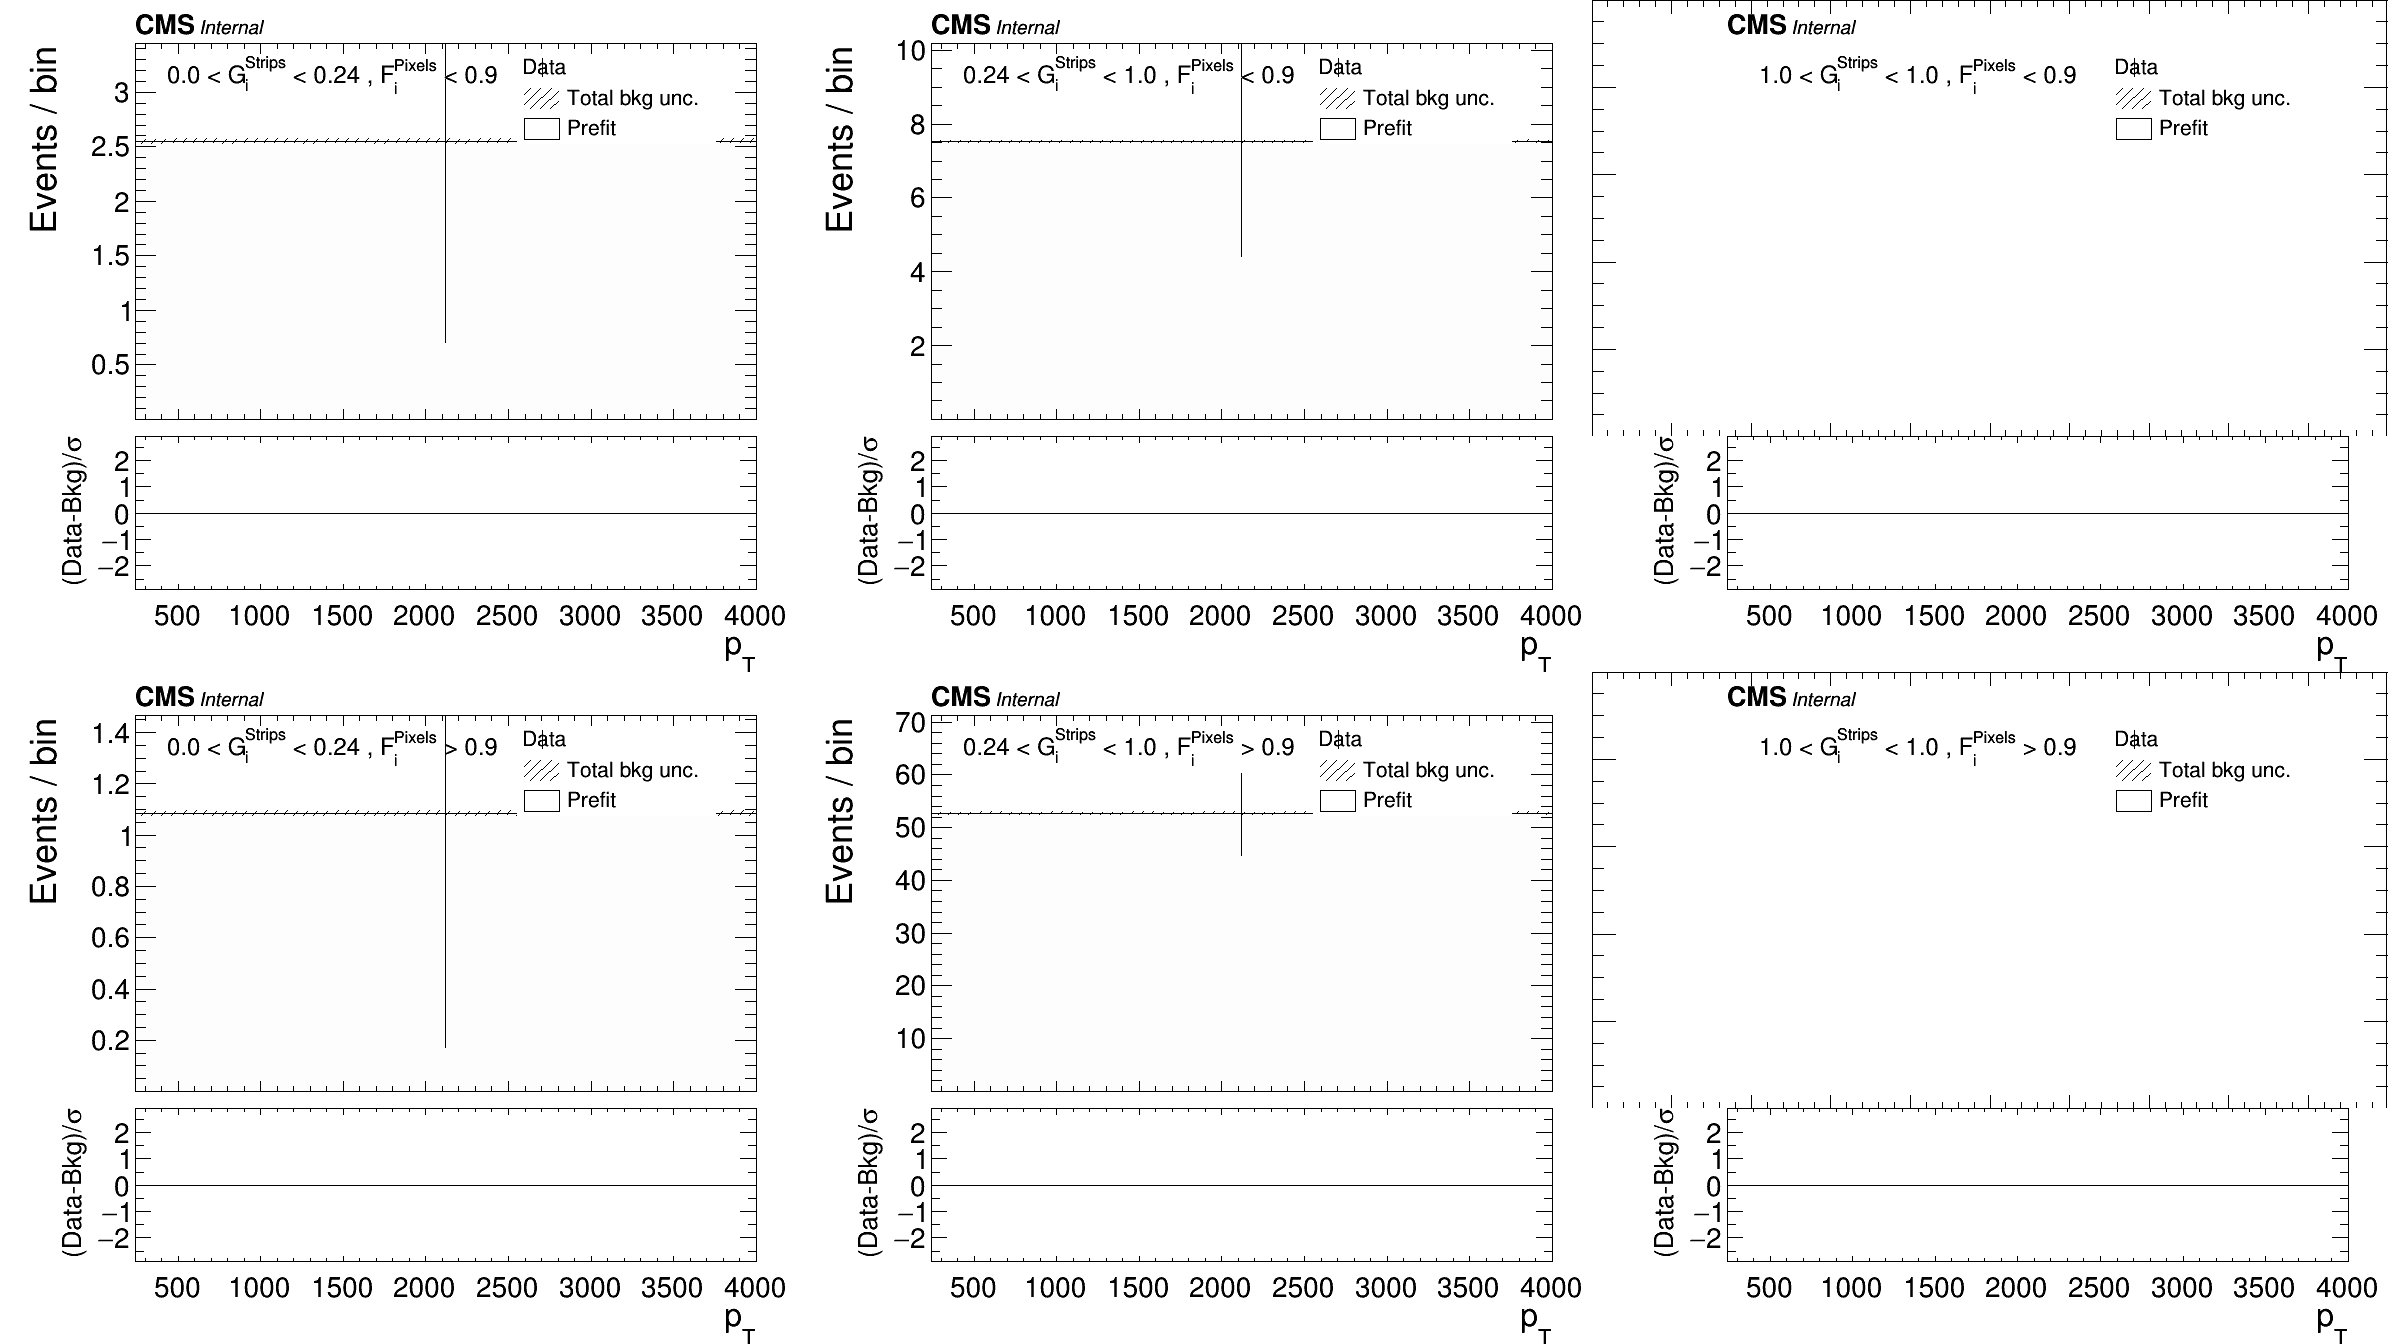 CMS Internal
Events / bin
0.0 < G_i^Strips < 0.24 , F_i^Pixels < 0.9
Data
Total bkg unc.
Prefit
3
2.5
2
1.5
1
0.5
(Data-Bkg)/σ
2
1
0
−1
−2
500 1000 1500 2000 2500 3000 3500 4000
p_T
CMS Internal
Events / bin
0.24 < G_i^Strips < 1.0 , F_i^Pixels < 0.9
Data
Total bkg unc.
Prefit
10
8
6
4
2
(Data-Bkg)/σ
2
1
0
−1
−2
500 1000 1500 2000 2500 3000 3500 4000
p_T
CMS Internal
1.0 < G_i^Strips < 1.0 , F_i^Pixels < 0.9
Data
Total bkg unc.
Prefit
(Data-Bkg)/σ
2
1
0
−1
−2
500 1000 1500 2000 2500 3000 3500 4000
p_T
CMS Internal
Events / bin
0.0 < G_i^Strips < 0.24 , F_i^Pixels > 0.9
Data
Total bkg unc.
Prefit
1.4
1.2
1
0.8
0.6
0.4
0.2
(Data-Bkg)/σ
2
1
0
−1
−2
500 1000 1500 2000 2500 3000 3500 4000
p_T
CMS Internal
Events / bin
0.24 < G_i^Strips < 1.0 , F_i^Pixels > 0.9
Data
Total bkg unc.
Prefit
70
60
50
40
30
20
10
(Data-Bkg)/σ
2
1
0
−1
−2
500 1000 1500 2000 2500 3000 3500 4000
p_T
CMS Internal
1.0 < G_i^Strips < 1.0 , F_i^Pixels > 0.9
Data
Total bkg unc.
Prefit
(Data-Bkg)/σ
2
1
0
−1
−2
500 1000 1500 2000 2500 3000 3500 4000
p_T